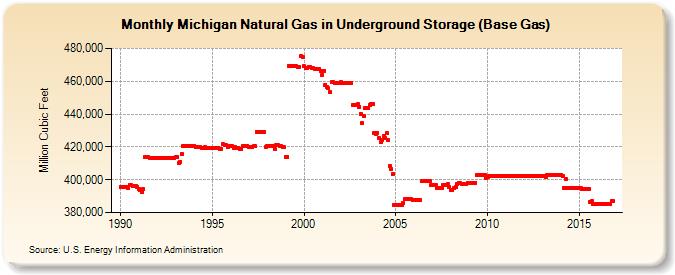 Monthly Michigan Natural Gas in Underground Storage (Base Gas)
Million Cubic Feet
480,000
460,000
440,000
420,000
400,000
380,000
1990 1995 2000 2005 2010 2015
Source: U.S. Energy Information Administration